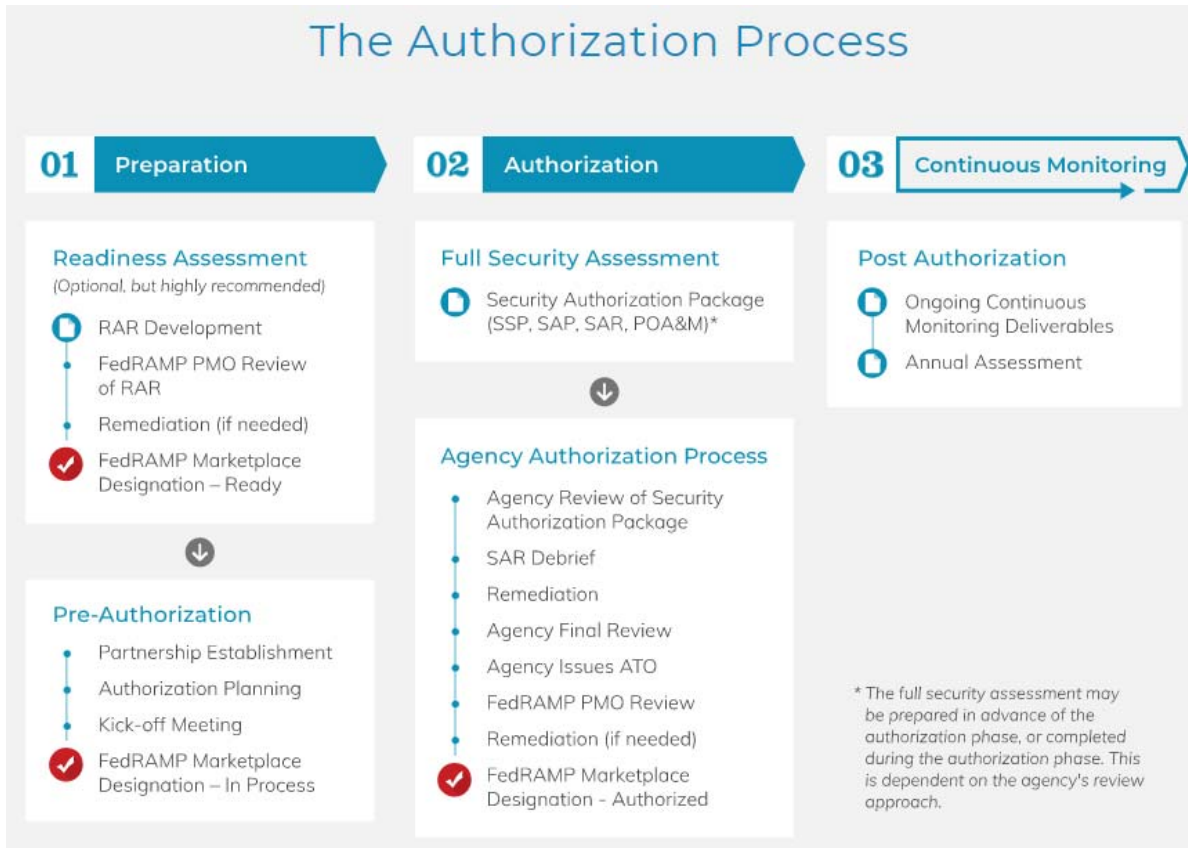 The Authorization Process
01 Preparation
Readiness Assessment
(Optional, but highly recommended)
RAR Development
FedRAMP PMO Review
of RAR
Remediation (if needed)
FedRAMP Marketplace
Designation – Ready
Pre-Authorization
Partnership Establishment
Authorization Planning
Kick-off Meeting
FedRAMP Marketplace
Designation – In Process
02 Authorization
Full Security Assessment
Security Authorization Package
(SSP, SAP, SAR, POA&M)*
Agency Authorization Process
Agency Review of Security
Authorization Package
SAR Debrief
Remediation
Agency Final Review
Agency Issues ATO
FedRAMP PMO Review
Remediation (if needed)
FedRAMP Marketplace
Designation - Authorized
03 Continuous Monitoring
Post Authorization
Ongoing Continuous
Monitoring Deliverables
Annual Assessment
* The full security assessment may
be prepared in advance of the
authorization phase, or completed
during the authorization phase. This
is dependent on the agency's review
approach.